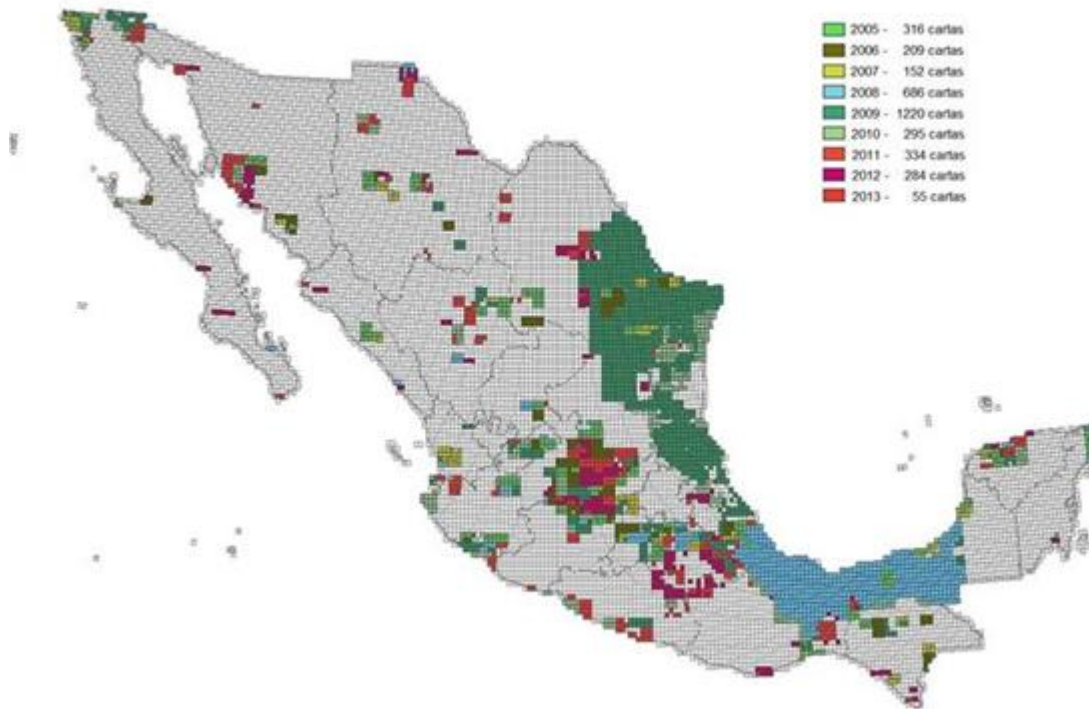 2005 - 316 cartas
2006 - 209 cartas
2007 - 152 cartas
2008 - 686 cartas
2009 - 1220 cartas
2010 - 295 cartas
2011 - 334 cartas
2012 - 284 cartas
2013 - 55 cartas